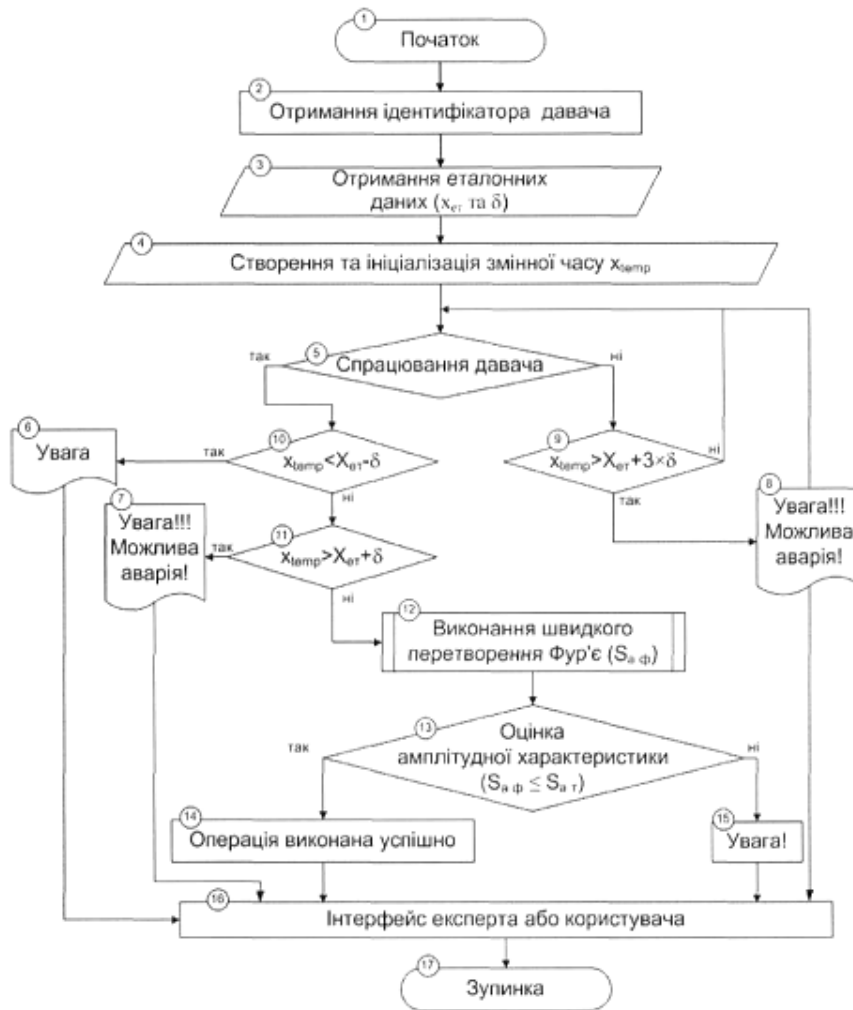 1
Початок
2
Отримання ідентифікатора давача
3
Отримання еталонних
даних (xет та δ)
4
Створення та ініціалізація змінної часу xtemp
5
так
Спрацювання давача
ні
6
Увага
так
10
xtemp<Xет-δ
ні
9
xtemp>Xет+3×δ
ні
так
7
Увага!!!
Можлива
аварія!
так
11
xtemp>Xет+δ
ні
8
Увага!!!
Можлива
аварія!
12
Виконання швидкого
перетворення Фур'є (Sа ф)
13
так
Оцінка
амплітудної характеристики
(Sа ф ≤ Sа т)
ні
14
Операція виконана успішно
15
Увага!
16
Інтерфейс експерта або користувача
17
Зупинка